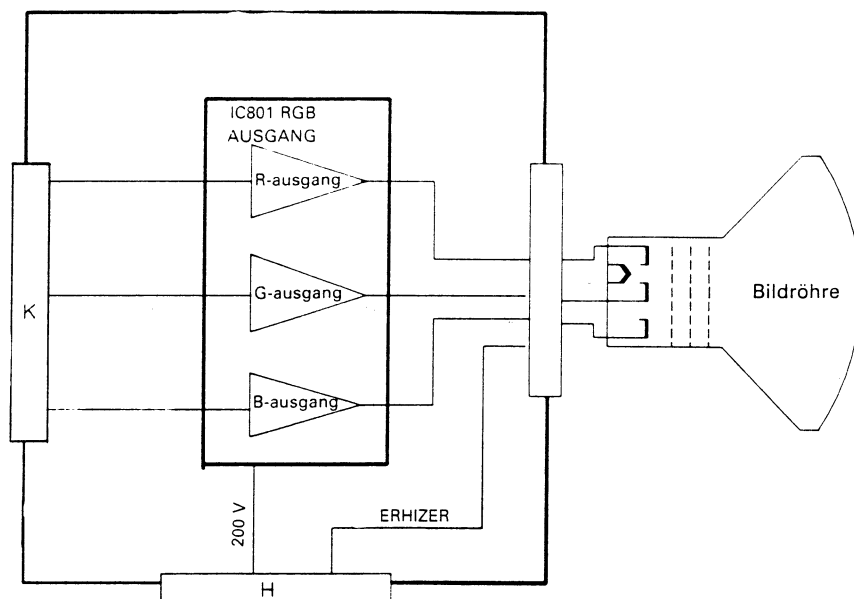 IC801 RGB
AUSGANG
R-ausgang
K
G-ausgang
Bildröhre
B-ausgang
200 V
ERHIZER
H